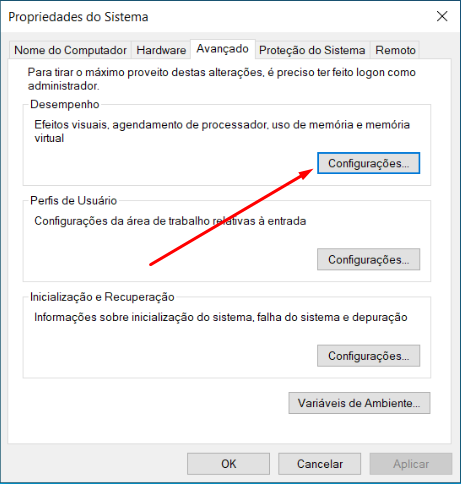 Propriedades do Sistema
Nome do Computador Hardware Avançado Proteção do Sistema Remoto
Para tirar o máximo proveito destas alterações, é preciso ter feito logon como
administrador.
Desempenho
Efeitos visuais, agendamento de processador, uso de memória e memória
virtual
Configurações...
Perfis de Usuário
Configurações da área de trabalho relativas à entrada
Configurações...
Inicialização e Recuperação
Informações sobre inicialização do sistema, falha do sistema e depuração
Configurações...
Variáveis de Ambiente...
OK Cancelar Aplicar